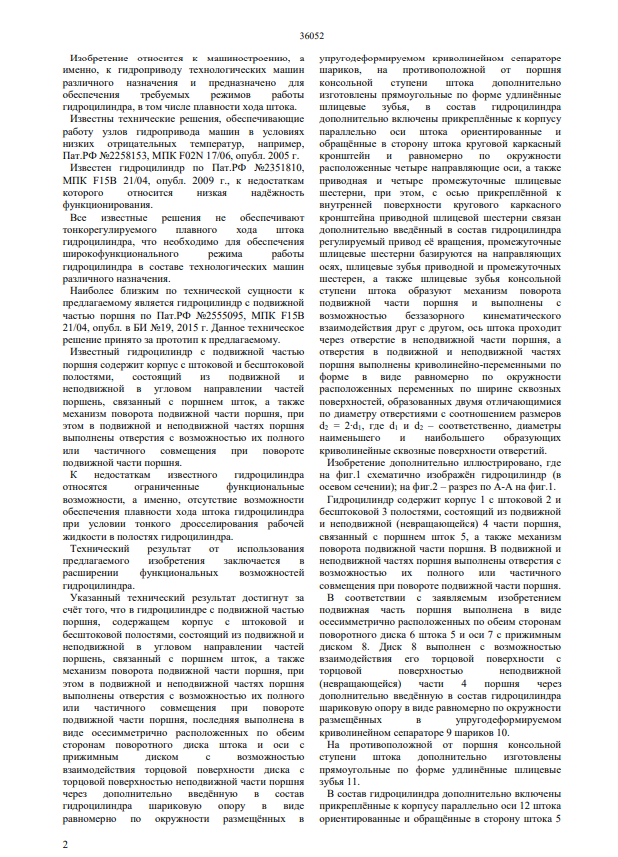 36052
Изобретение относится к машиностроению, а
именно, к гидроприводу технологических машин
различного назначения и предназначено для
обеспечения требуемых режимов работы
гидроцилиндра, в том числе плавности хода штока.
Известны технические решения, обеспечивающие
работу узлов гидропривода машин в условиях
низких отрицательных температур, например,
Пат.РФ №2258153, МПК F02N 17/06, опубл. 2005 г.
Известен гидроцилиндр по Пат.РФ №2351810,
МПК F15B 21/04, опубл. 2009 г., к недостаткам
которого относится низкая надёжность
функционирования.
Все известные решения не обеспечивают
тонкорегулируемого плавного хода штока
гидроцилиндра, что необходимо для обеспечения
широкофункционального режима работы
гидроцилиндра в составе технологических машин
различного назначения.
Наиболее близким по технической сущности к
предлагаемому является гидроцилиндр с подвижной
частью поршня по Пат.РФ №2555095, МПК F15B
21/04, опубл. в БИ №19, 2015 г. Данное техническое
решение принято за прототип к предлагаемому.
Известный гидроцилиндр с подвижной частью
поршня содержит корпус с штоковой и бесштоковой
полостями, состоящий из подвижной и
неподвижной в угловом направлении частей
поршень, связанный с поршнем шток, а также
механизм поворота подвижной части поршня, при
этом в подвижной и неподвижной частях поршня
выполнены отверстия с возможностью их полного
или частичного совмещения при повороте
подвижной части поршня.
К недостаткам известного гидроцилиндра
относятся ограниченные функциональные
возможности, а именно, отсутствие возможности
обеспечения плавности хода штока гидроцилиндра
при условии тонкого дросселирования рабочей
жидкости в полостях гидроцилиндра.
Технический результат от использования
предлагаемого изобретения заключается в
расширении функциональных возможностей
гидроцилиндра.
Указанный технический результат достигнут за
счёт того, что в гидроцилиндре с подвижной частью
поршня, содержащем корпус с штоковой и
бесштоковой полостями, состоящий из подвижной и
неподвижной в угловом направлении частей
поршень, связанный с поршнем шток, а также
механизм поворота подвижной части поршня, при
этом в подвижной и неподвижной частях поршня
выполнены отверстия с возможностью их полного
или частичного совмещения при повороте
подвижной части поршня, последняя выполнена в
виде осесимметрично расположенных по обеим
сторонам поворотного диска штока и оси с
прижимным диском с возможностью
взаимодействия торцовой поверхности диска с
торцовой поверхностью неподвижной части поршня
через дополнительно введённую в состав
гидроцилиндра шариковую опору в виде
равномерно по окружности размещённых в
упругодеформируемом криволинейном сепараторе
шариков, на противоположной от поршня
консольной ступени штока дополнительно
изготовлены прямоугольные по форме удлинённые
шлицевые зубья, в состав гидроцилиндра
дополнительно включены прикреплённые к корпусу
параллельно оси штока ориентированные и
обращённые в сторону штока круговой каркасный
кронштейн и равномерно по окружности
расположенные четыре направляющие оси, а также
приводная и четыре промежуточные шлицевые
шестерни, при этом, с осью прикреплённой к
внутренней поверхности кругового каркасного
кронштейна приводной шлицевой шестерни связан
дополнительно введённый в состав гидроцилиндра
регулируемый привод её вращения, промежуточные
шлицевые шестерни базируются на направляющих
осях, шлицевые зубья приводной и промежуточных
шестерен, а также шлицевые зубья консольной
ступени штока образуют механизм поворота
подвижной части поршня и выполнены с
возможностью беззазорного кинематического
взаимодействия друг с другом, ось штока проходит
через отверстие в неподвижной части поршня, а
отверстия в подвижной и неподвижной частях
поршня выполнены криволинейно-переменными по
форме в виде равномерно по окружности
расположенных переменных по ширине сквозных
поверхностей, образованных двумя отличающимися
по диаметру отверстиями с соотношением размеров
d₂ = 2·d₁, где d₁ и d₂ – соответственно, диаметры
наименьшего и наибольшего образующих
криволинейные сквозные поверхности отверстий.
Изобретение дополнительно иллюстрировано, где
на фиг.1 схематично изображён гидроцилиндр (в
осевом сечении); на фиг.2 – разрез по А-А на фиг.1.
Гидроцилиндр содержит корпус 1 с штоковой 2 и
бесштоковой 3 полостями, состоящий из подвижной
и неподвижной (невращающейся) 4 части поршня,
связанный с поршнем шток 5, а также механизм
поворота подвижной части поршня. В подвижной и
неподвижной частях поршня выполнены отверстия с
возможностью их полного или частичного
совмещения при повороте подвижной части поршня.
В соответствии с заявляемым изобретением
подвижная часть поршня выполнена в виде
осесимметрично расположенных по обеим сторонам
поворотного диска 6 штока 5 и оси 7 с прижимным
диском 8. Диск 8 выполнен с возможностью
взаимодействия его торцовой поверхности с
торцовой поверхностью неподвижной
(невращающейся) части 4 поршня через
дополнительно введённую в состав гидроцилиндра
шариковую опору в виде равномерно по окружности
размещённых в упругодеформируемом
криволинейном сепараторе 9 шариков 10.
На противоположной от поршня консольной
ступени штока дополнительно изготовлены
прямоугольные по форме удлинённые шлицевые
зубья 11.
В состав гидроцилиндра дополнительно включены
прикреплённые к корпусу параллельно оси 12 штока
ориентированные и обращённые в сторону штока 5
2